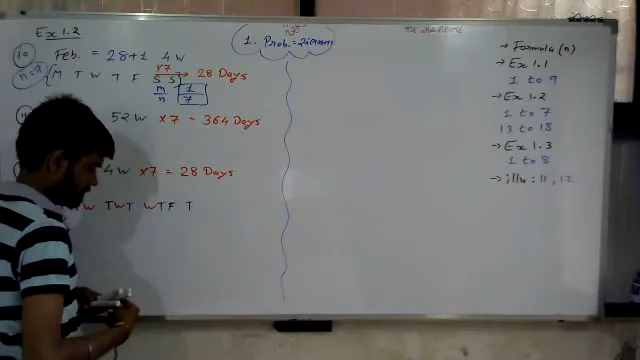 Ex 1.2
10 Feb. = 28+1 4W
n=7 [ M T W T F S S x7 → 28 Days
m/n 1/7
52 W x7 = 364 Days
4W x7 = 28 Days
W TWT WTF T
1. Prob.
→ Formula (n)
→ Ex 1.1
1 to 9
→ Ex 1.2
1 to 7
13 to 18
→ Ex 1.3
1 to 8
→ illu : 11, 12